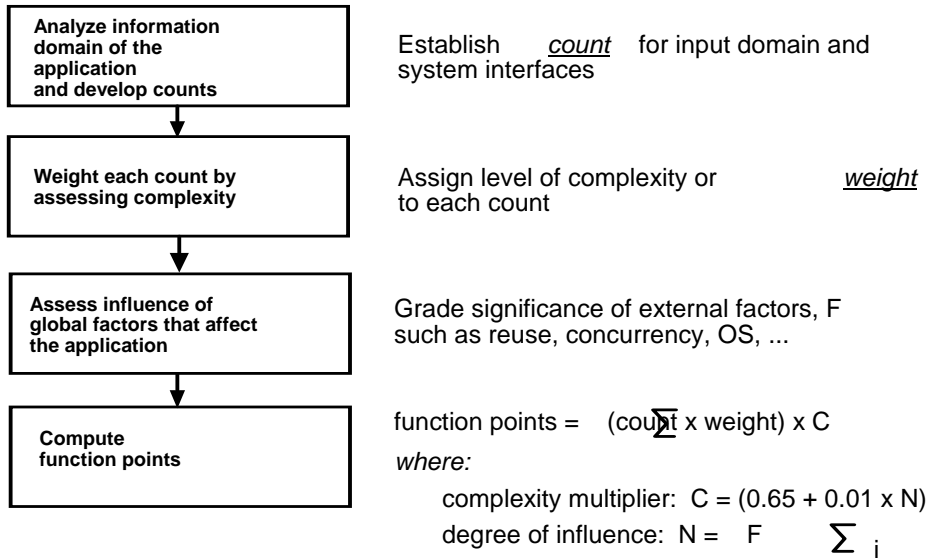 Analyze information
domain of the
application
and develop counts
Establish count for input domain and
system interfaces
Weight each count by
assessing complexity
Assign level of complexity or weight
to each count
Assess influence of
global factors that affect
the application
Grade significance of external factors, F
such as reuse, concurrency, OS, ...
Compute
function points
function points = (count x weight) x C
∑
where:
complexity multiplier: C = (0.65 + 0.01 x N)
degree of influence: N = F ∑ i